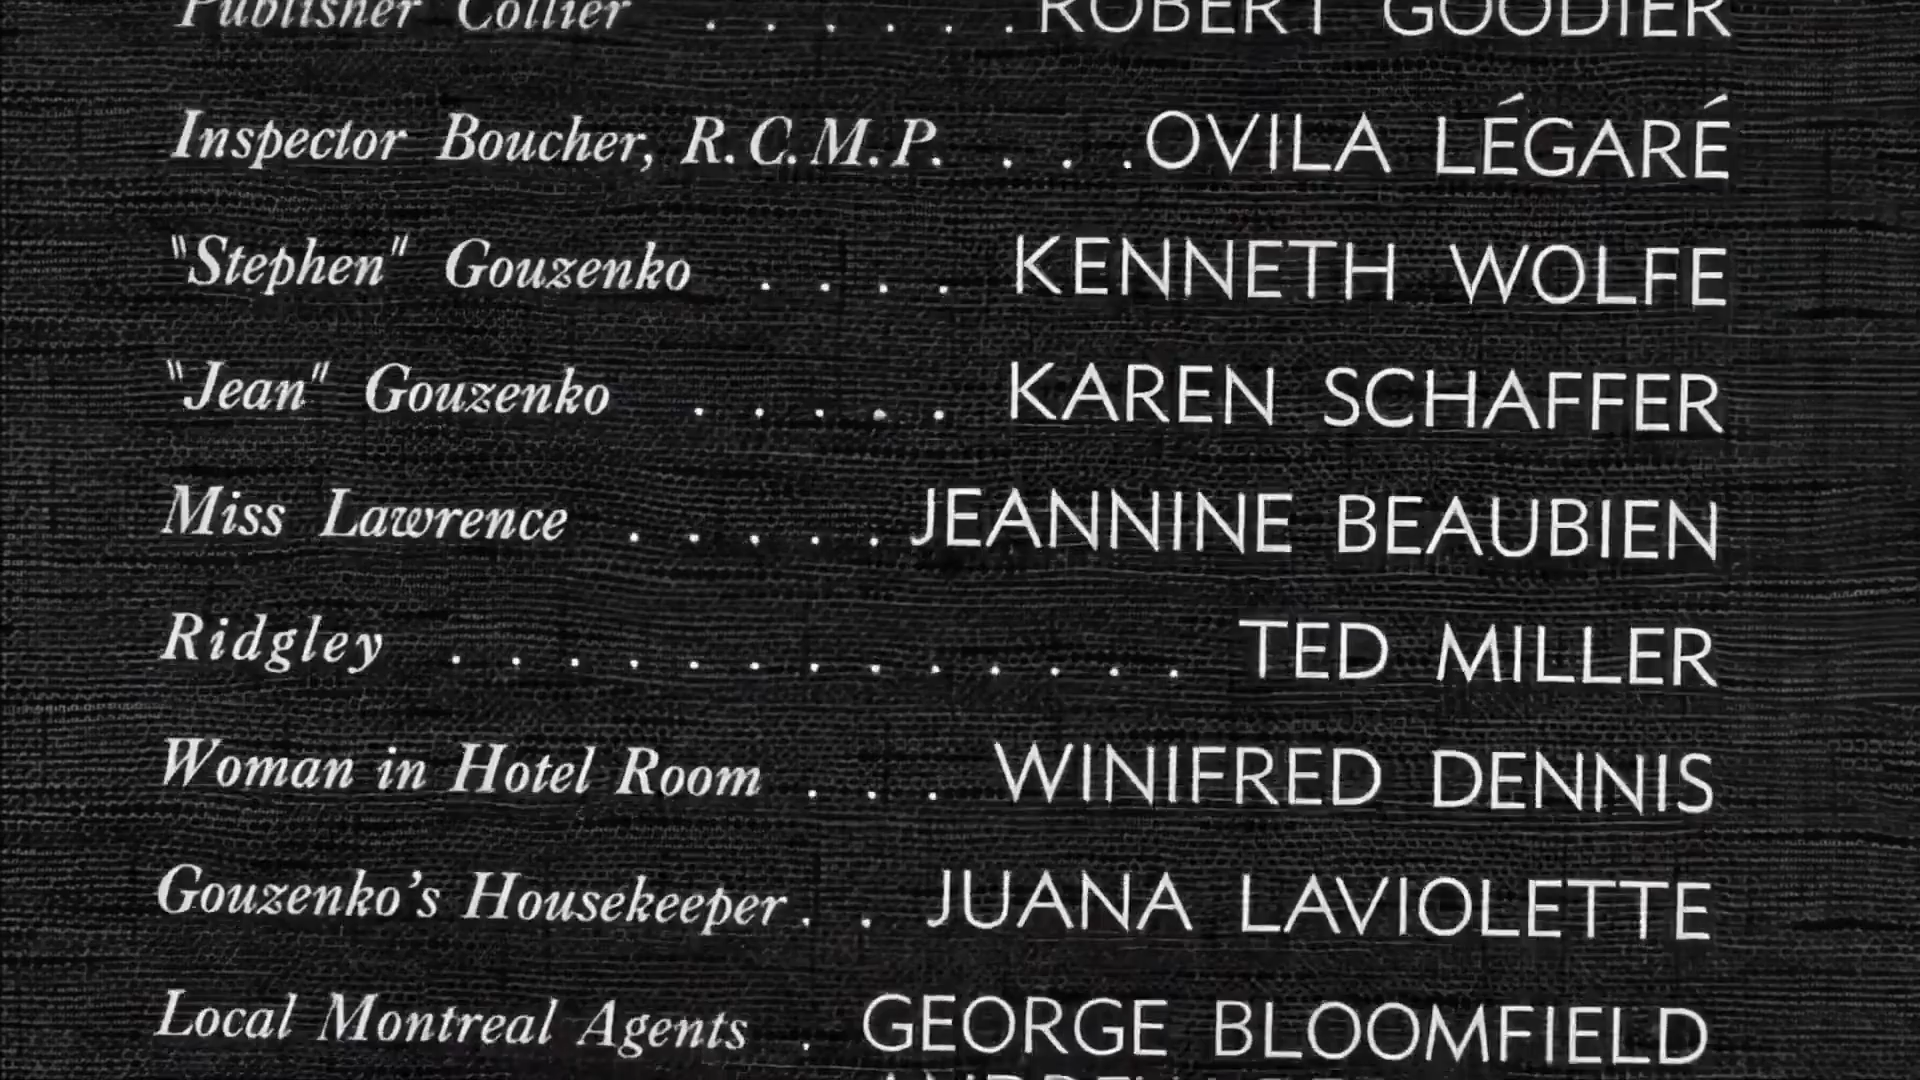 Publisher Collier . . . . . . ROBERT GOODIER
Inspector Boucher, R.C.M.P. . . . OVILA LÉGARÉ
"Stephen" Gouzenko . . . . KENNETH WOLFE
"Jean" Gouzenko . . . . . KAREN SCHAFFER
Miss Lawrence . . . . . JEANNINE BEAUBIEN
Ridgley . . . . . . . . . . . . . TED MILLER
Woman in Hotel Room . . . WINIFRED DENNIS
Gouzenko's Housekeeper . . JUANA LAVIOLETTE
Local Montreal Agents . GEORGE BLOOMFIELD